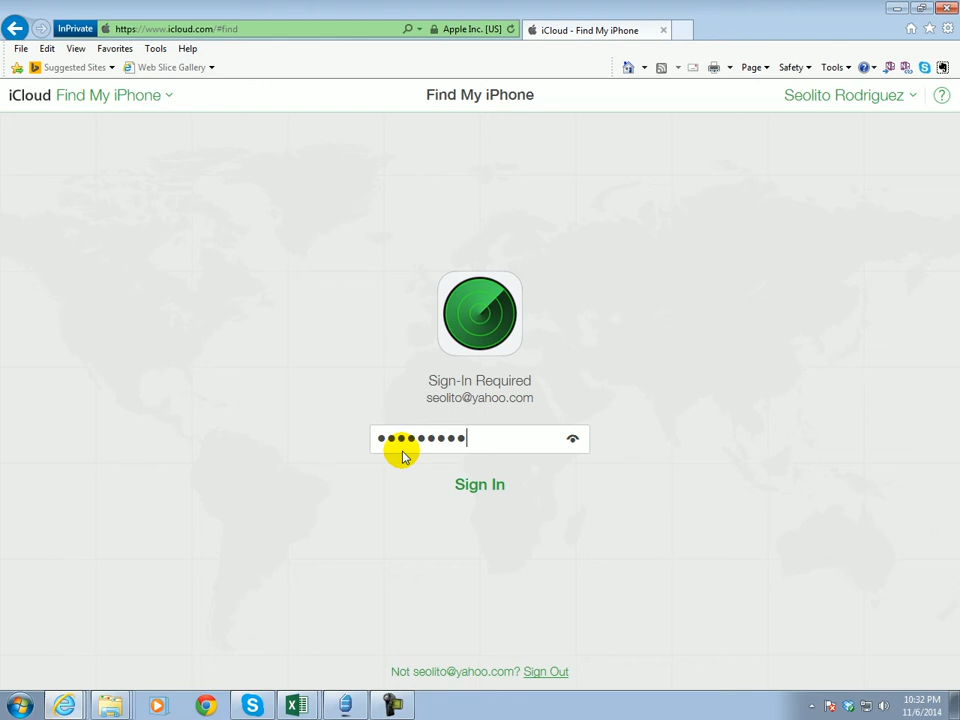 InPrivate https://www.icloud.com/#find Apple Inc. [US] iCloud - Find My iPhone
File Edit View Favorites Tools Help
Suggested Sites Web Slice Gallery Page Safety Tools
iCloud Find My iPhone Find My iPhone Seolito Rodriguez
Sign-In Required
seolito@yahoo.com
Sign In
Not seolito@yahoo.com? Sign Out
10:32 PM
11/6/2014